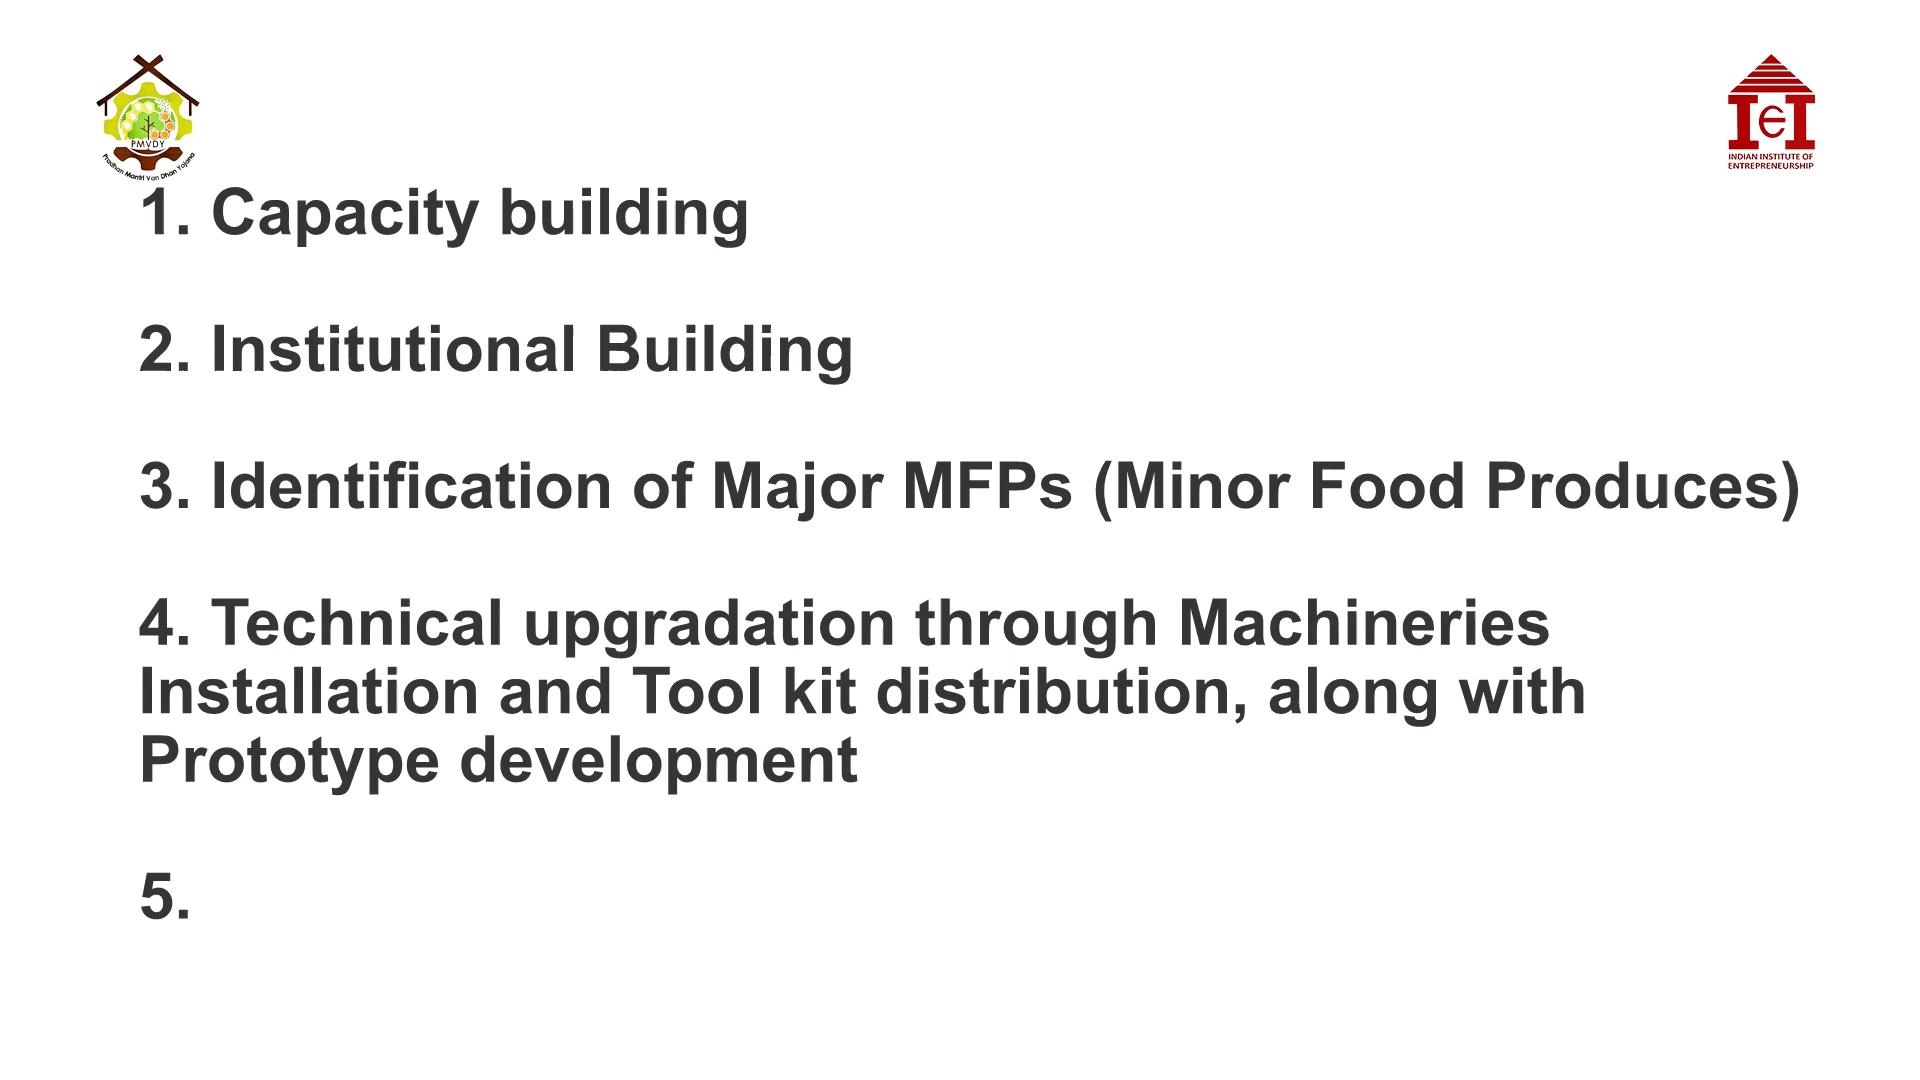 PMVDY
Pradhan Mantri Van Dhan Yojana
INDIAN INSTITUTE OF
ENTREPRENEURSHIP
1. Capacity building
2. Institutional Building
3. Identification of Major MFPs (Minor Food Produces)
4. Technical upgradation through Machineries
Installation and Tool kit distribution, along with
Prototype development
5.